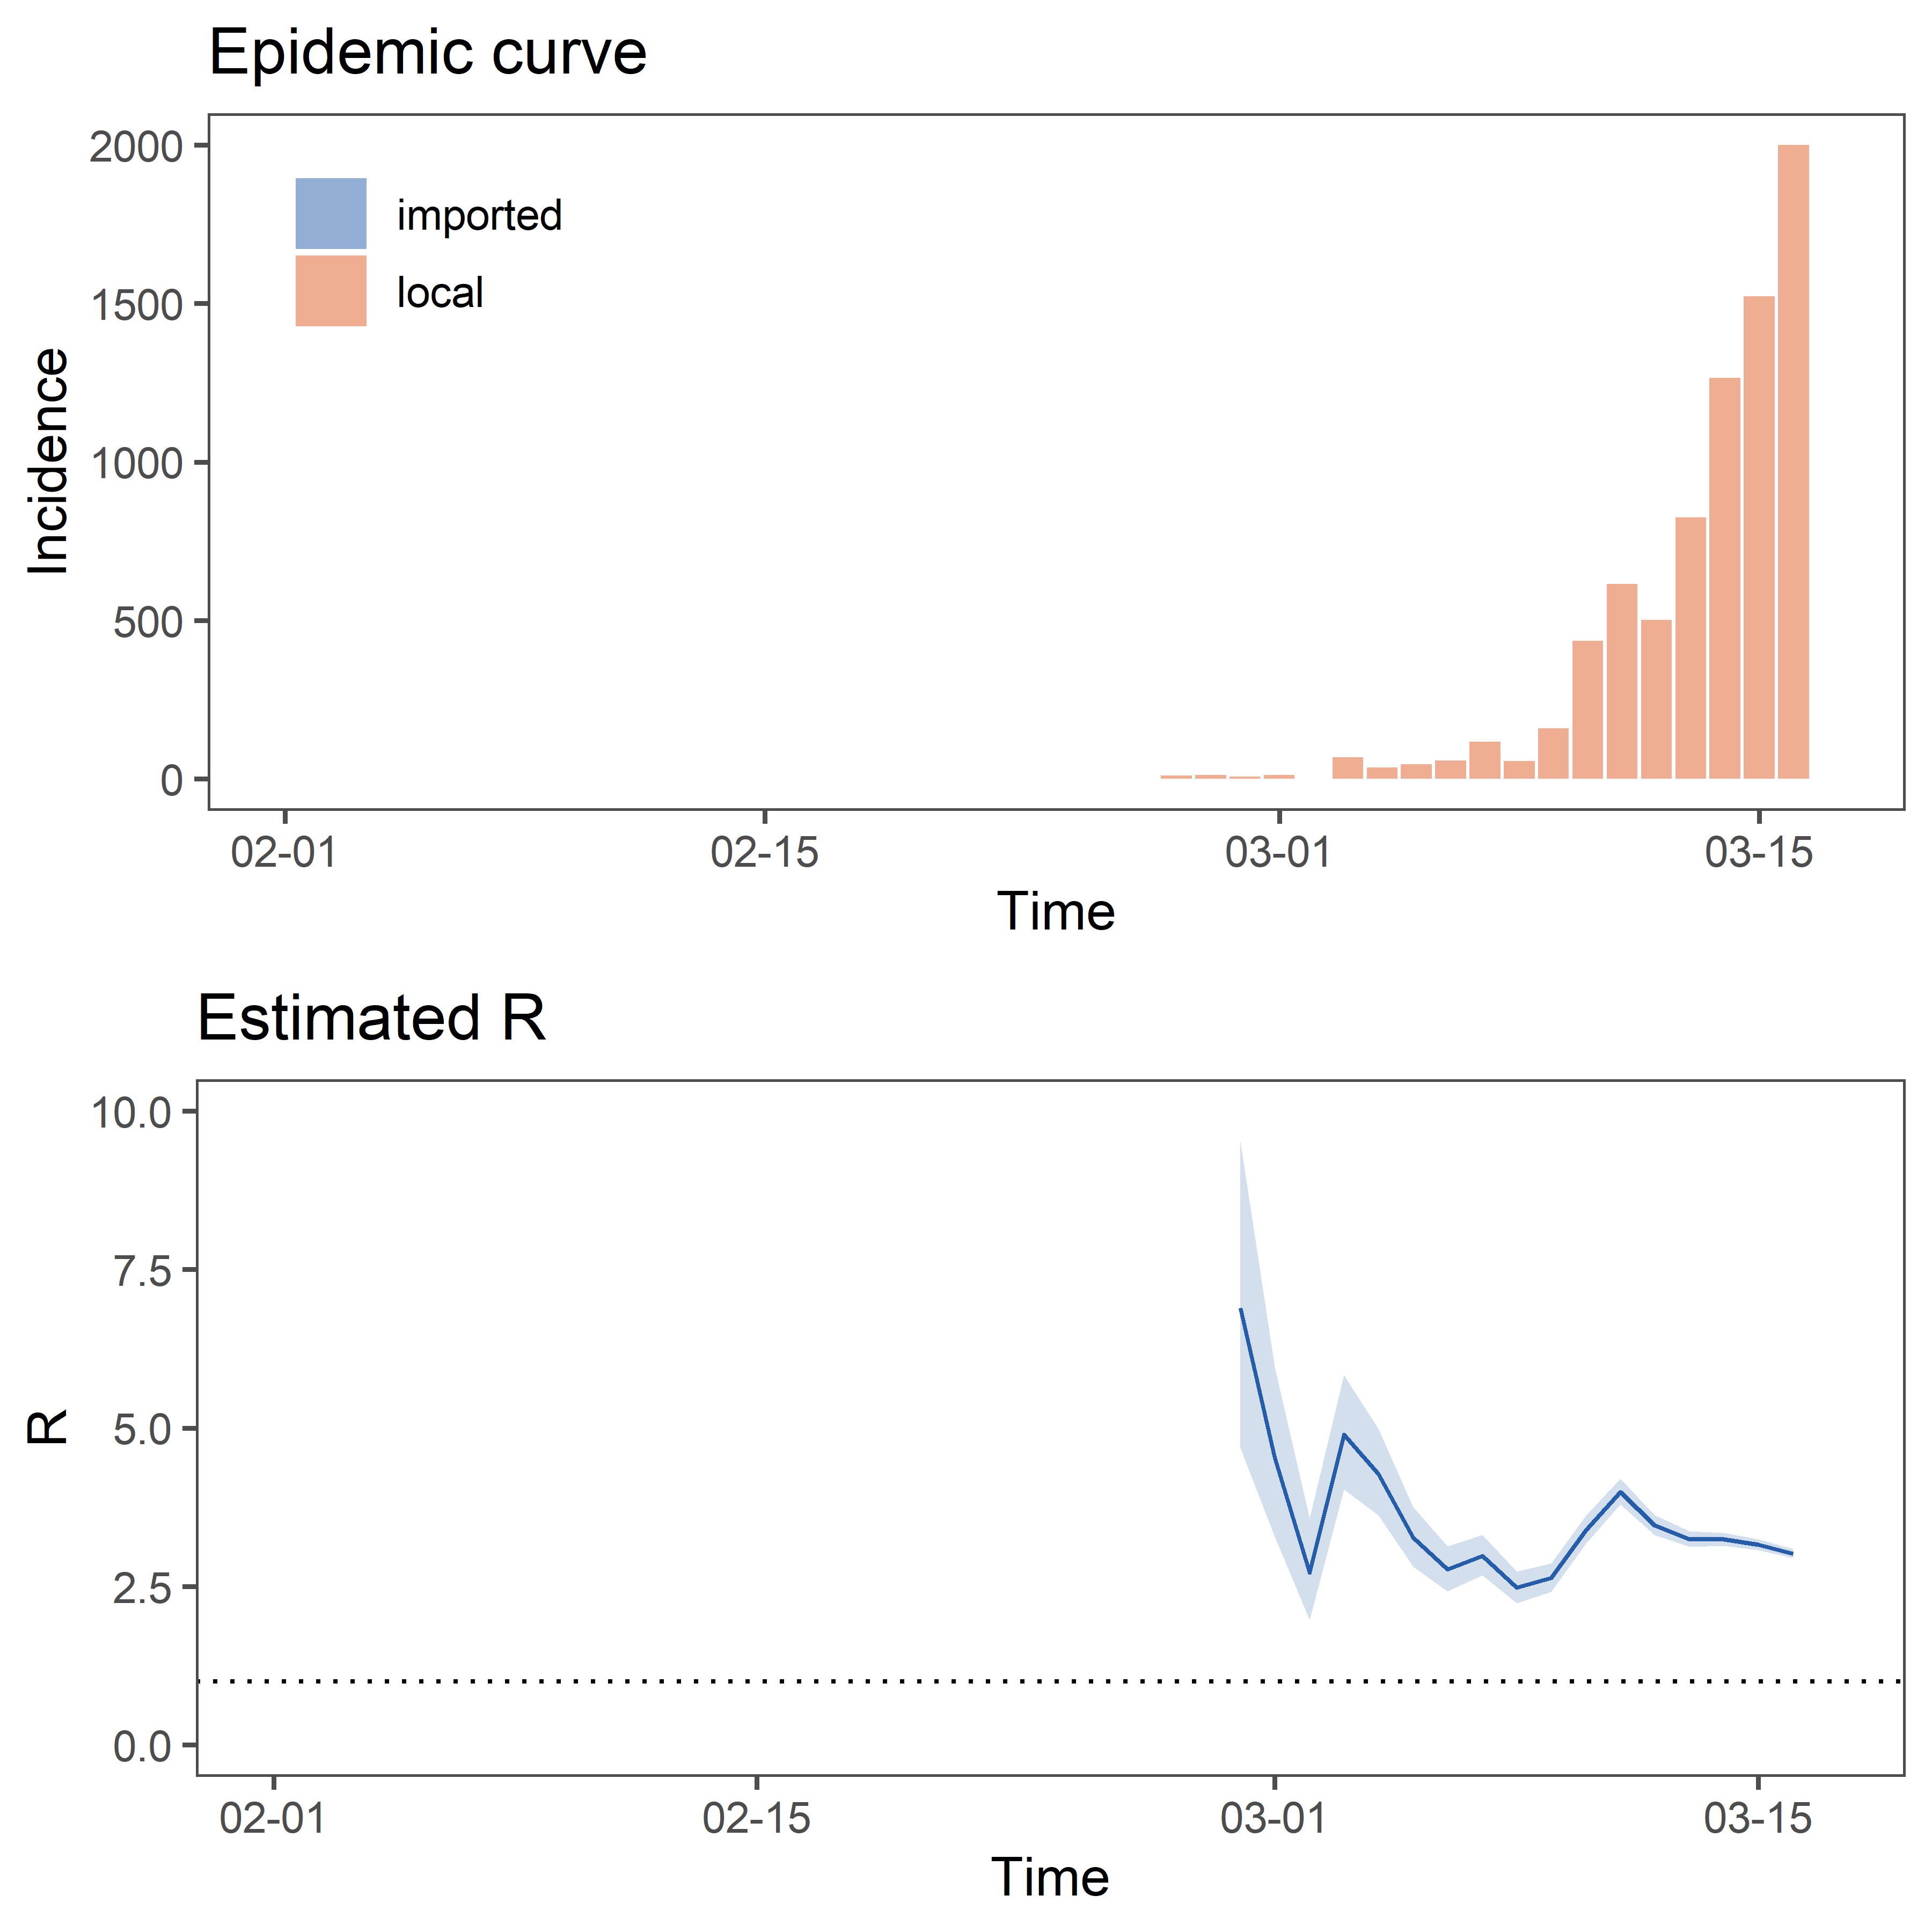 Epidemic curve
2000
1500
1000
500
0
Incidence
imported
local
02-01
02-15
03-01
03-15
Time
Estimated R
10.0
7.5
5.0
2.5
0.0
R
02-01
02-15
03-01
03-15
Time